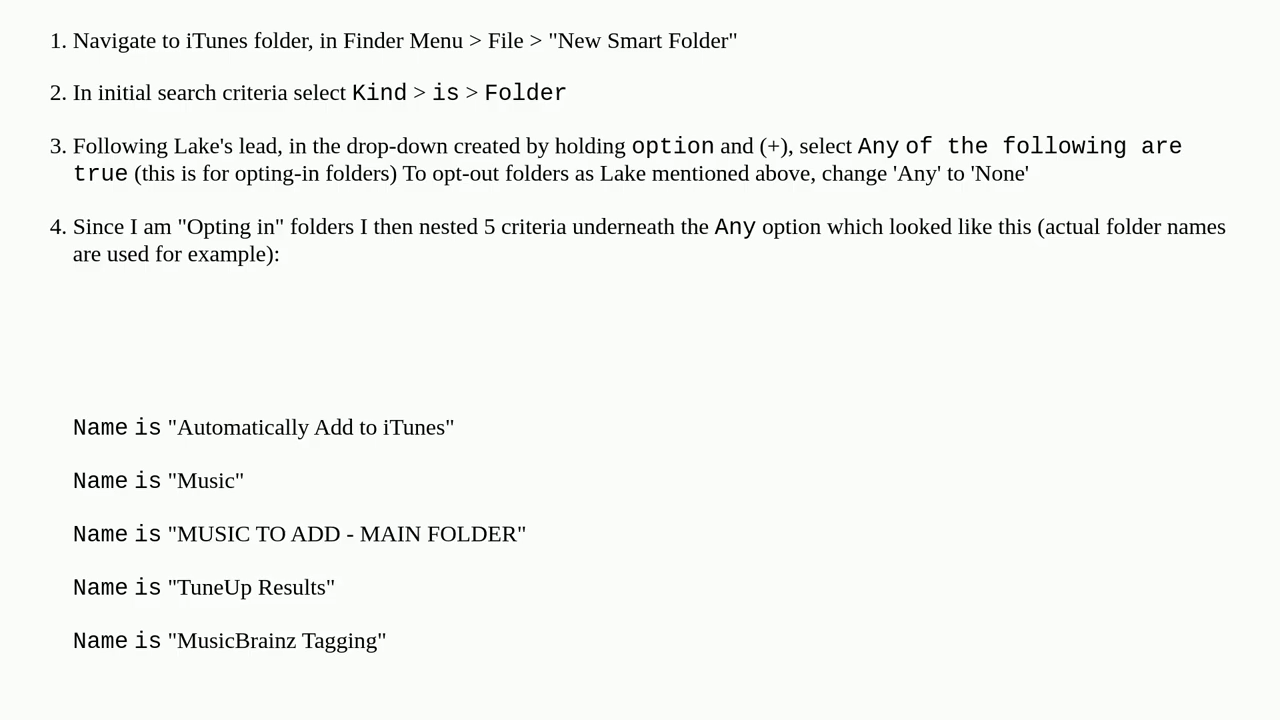 1. Navigate to iTunes folder, in Finder Menu > File > "New Smart Folder"
2. In initial search criteria select Kind > is > Folder
3. Following Lake's lead, in the drop-down created by holding option and (+), select Any of the following are
true (this is for opting-in folders) To opt-out folders as Lake mentioned above, change 'Any' to 'None'
4. Since I am "Opting in" folders I then nested 5 criteria underneath the Any option which looked like this (actual folder names
are used for example):
Name is "Automatically Add to iTunes"
Name is "Music"
Name is "MUSIC TO ADD - MAIN FOLDER"
Name is "TuneUp Results"
Name is "MusicBrainz Tagging"